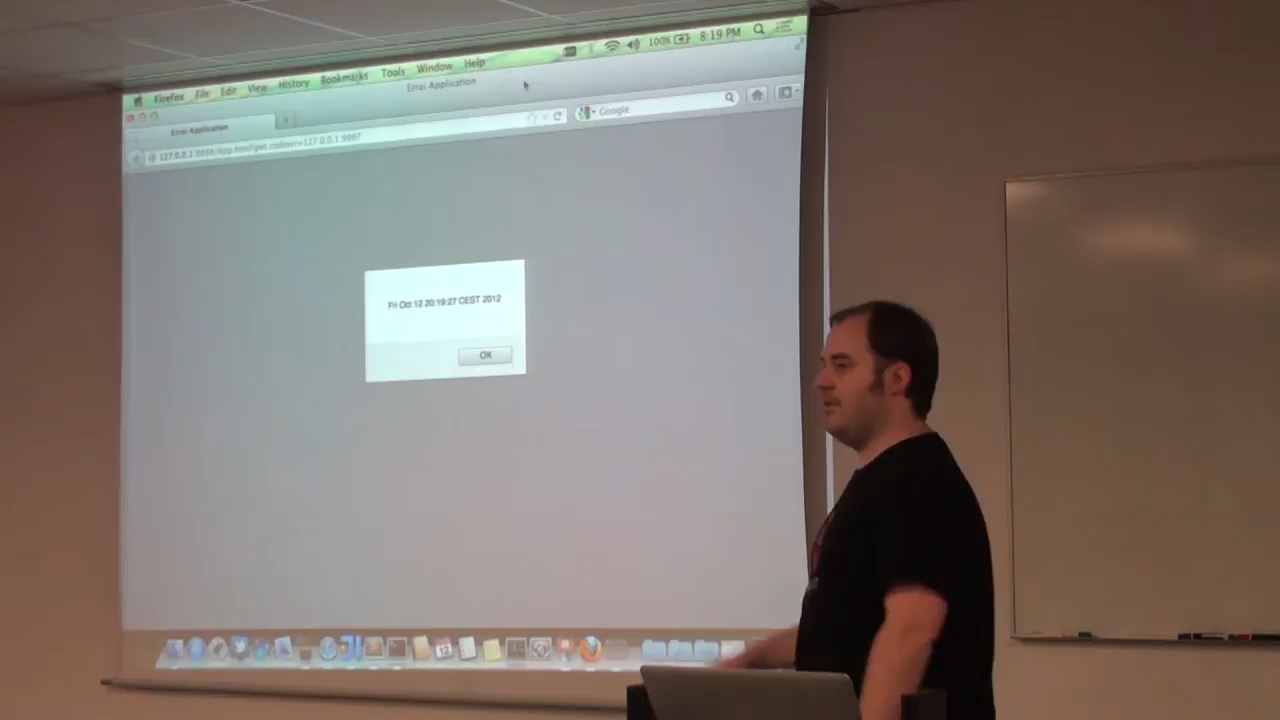 Firefox File Edit View History Bookmarks Tools Window Help 100% 8:19 PM
Errai Application
Errai Application
Google
Fri Oct 12 20:19:27 CEST 2012
OK
12